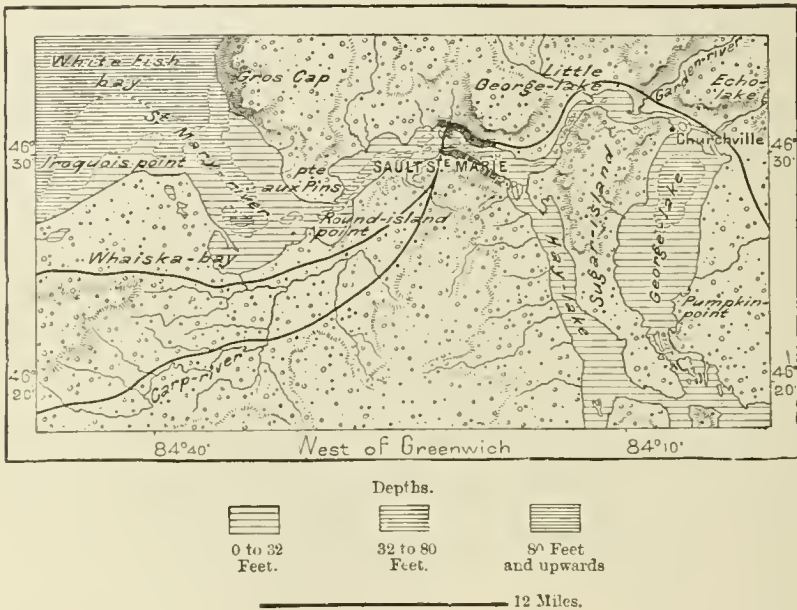 White Fish
bay
Gros Cap
Little
George-lake
Garden-river
Echo-
lake
St Mary-river
46°
30'
Iroquois point
pte
aux Pins
SAULT STE MARIE
Churchville
46°
30'
Round-island
point
Whaiska-bay
Hay-lake
Sugar-island
George-lake
Pumpkin-
point
46°
20'
Carp-river
46°
20'
84°40'
Nest of Greenwich
84°10'
Depths.
0 to 32
Feet.
32 to 80
Feet.
80 Feet
and upwards
12 Miles.